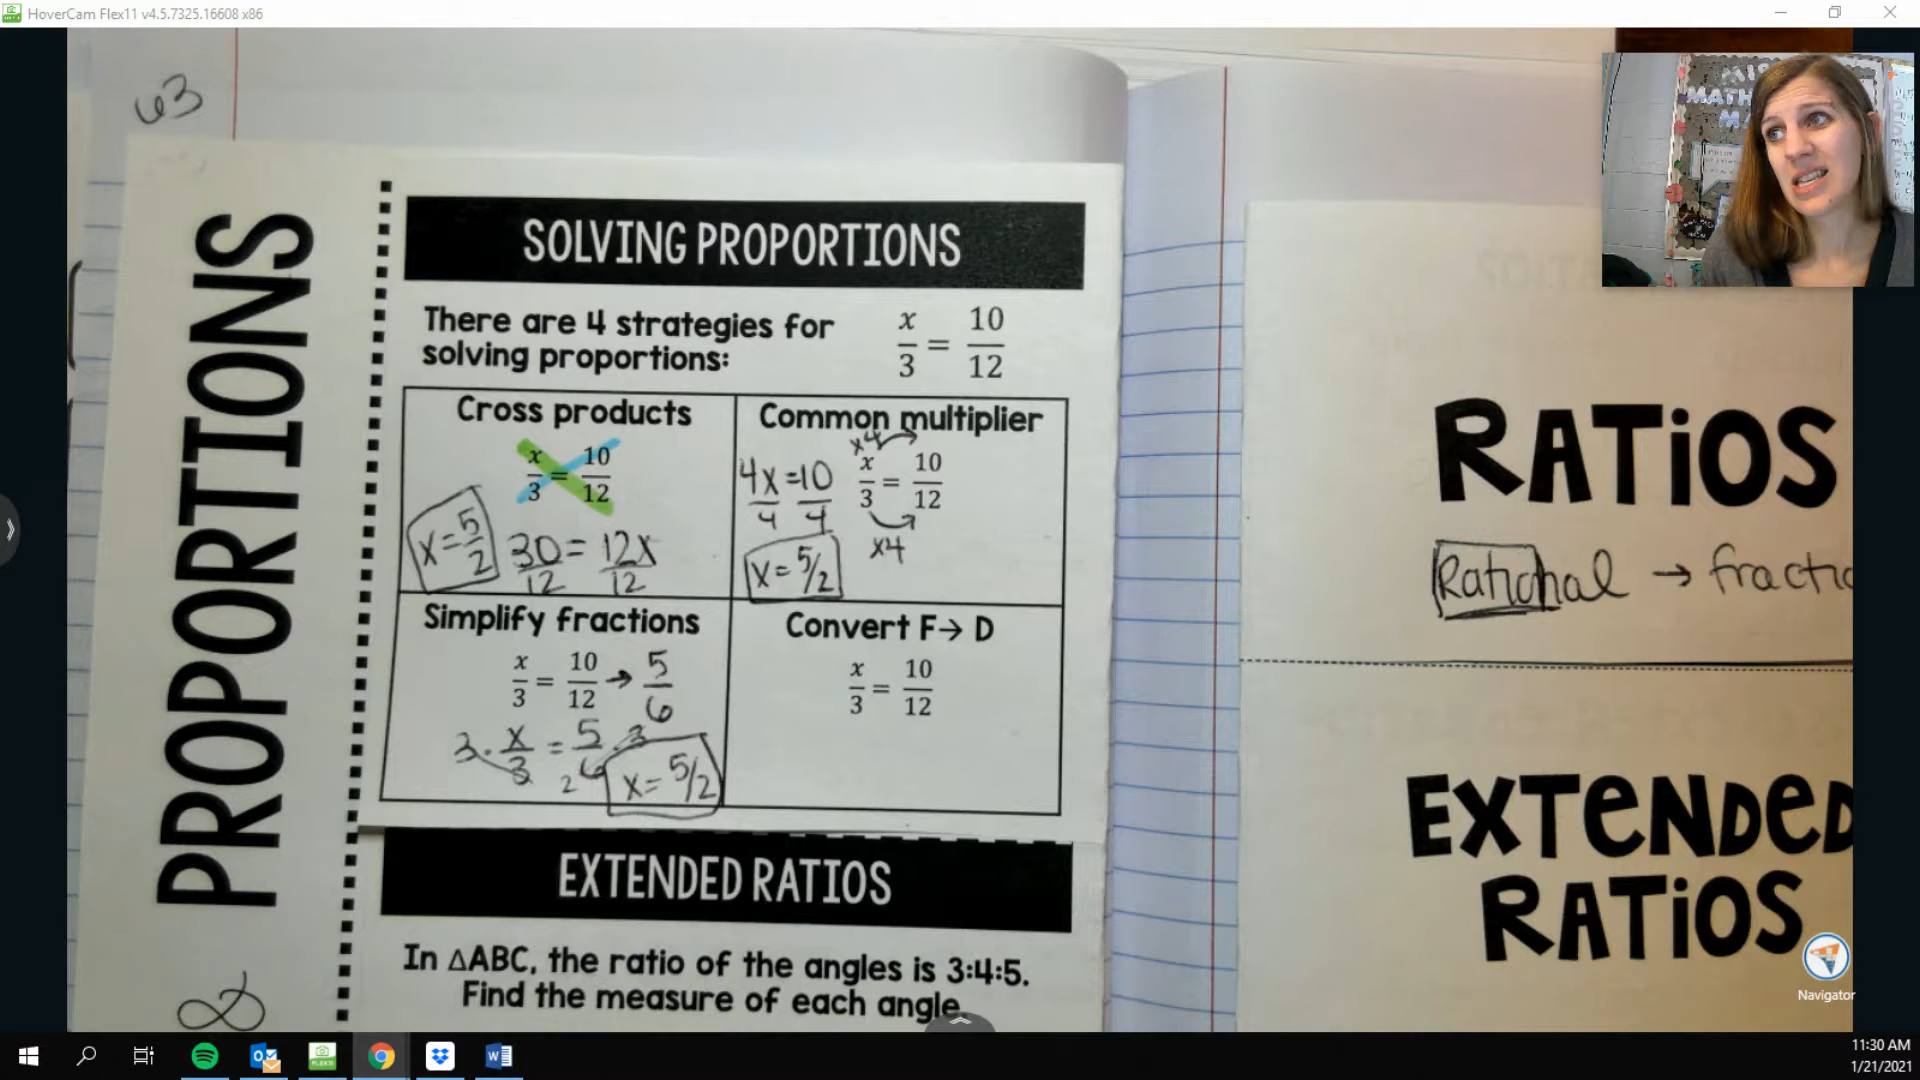 HoverCam Flex11 v4.5.7325.16608 x86
63
PROPORTIONS
SOLVING PROPORTIONS
There are 4 strategies for
solving proportions:
x/3 = 10/12
Cross products
x/3 = 10/12
30/12 = 12x/12
x = 5/2
Common multiplier
x4
x/3 = 10/12
x4
4x/4 = 10/4
x = 5/2
Simplify fractions
x/3 = 10/12 → 5/6
3 · x/3 = 5/6 · 3
2
x = 5/2
Convert F→ D
x/3 = 10/12
EXTENDED RATIOS
In △ABC, the ratio of the angles is 3:4:5.
Find the measure of each angle.
RATiOS
Rational → fractio
EXTeNDeD
RATiOS
Navigator
FLEX11
11:30 AM
1/21/2021